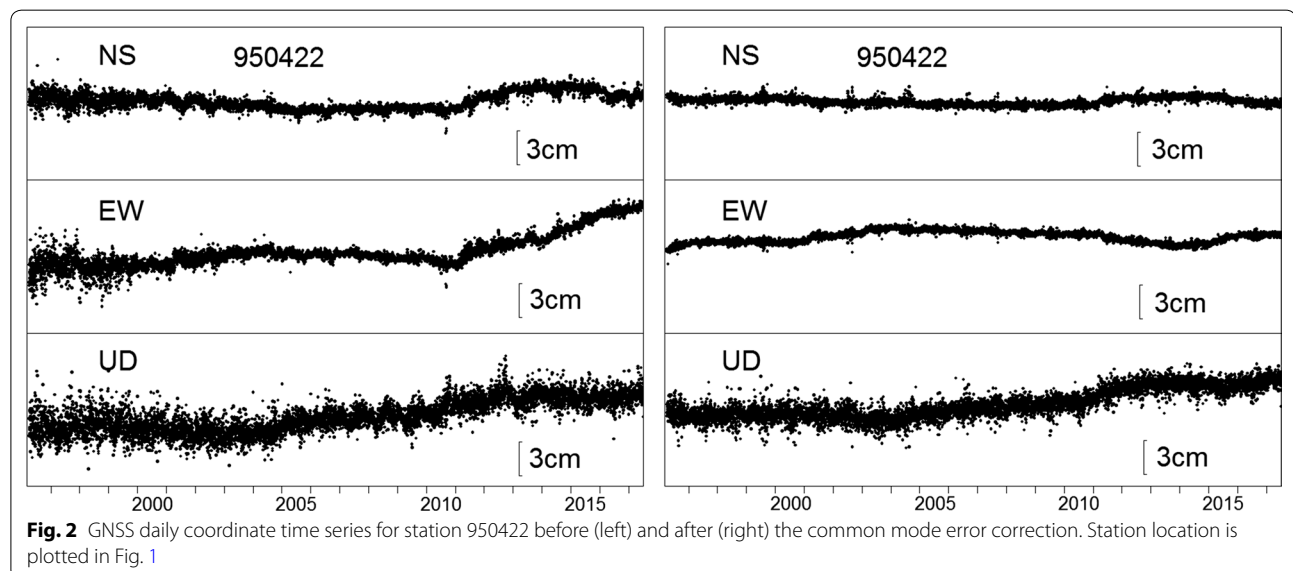 NS 950422
3cm
EW
3cm
UD
3cm
2000 2005 2010 2015
NS 950422
3cm
EW
3cm
UD
3cm
2000 2005 2010 2015
Fig. 2 GNSS daily coordinate time series for station 950422 before (left) and after (right) the common mode error correction. Station location is
plotted in Fig. 1